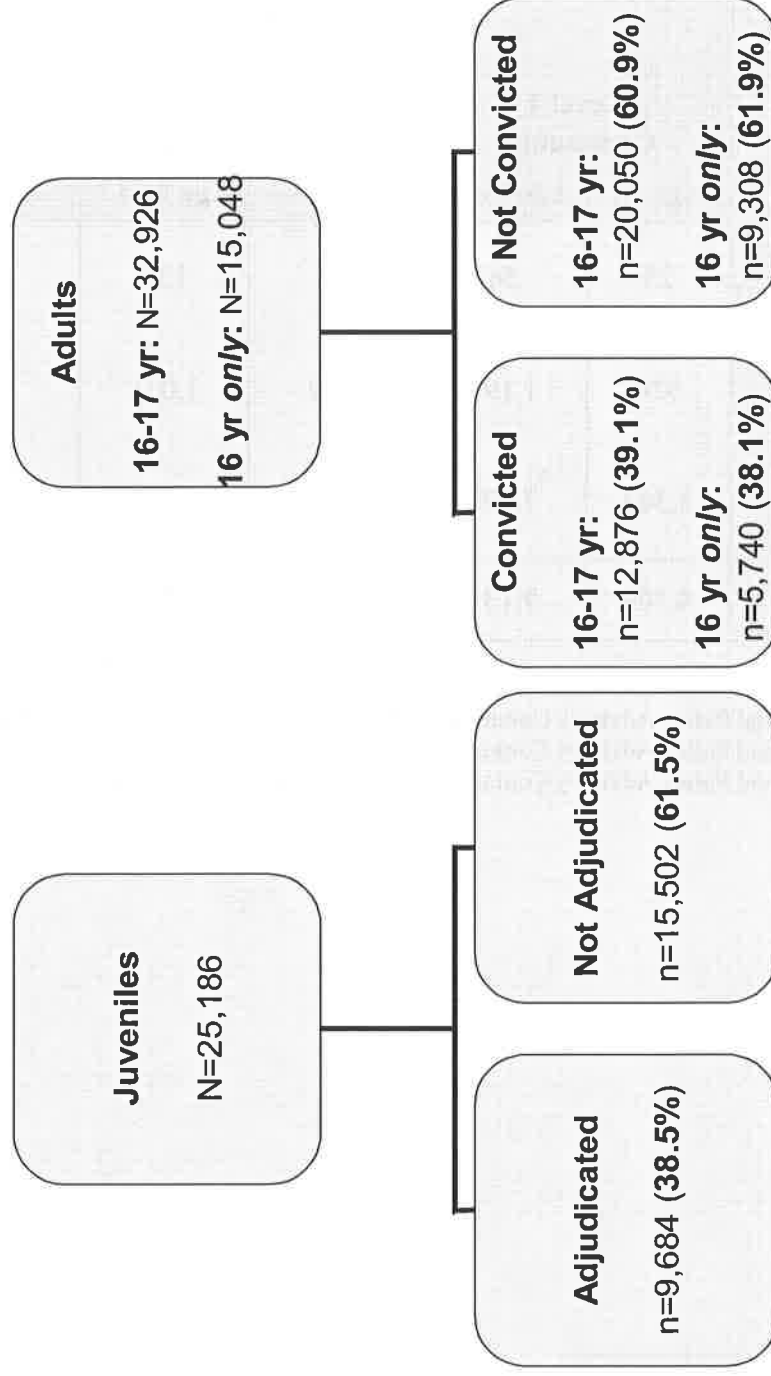 Juveniles
N=25,186
Adjudicated
n=9,684 (38.5%)
Not Adjudicated
n=15,502 (61.5%)
Adults
16-17 yr: N=32,926
16 yr only: N=15,048
Convicted
16-17 yr:
n=12,876 (39.1%)
16 yr only:
n=5,740 (38.1%)
Not Convicted
16-17 yr:
n=20,050 (60.9%)
16 yr only:
n=9,308 (61.9%)